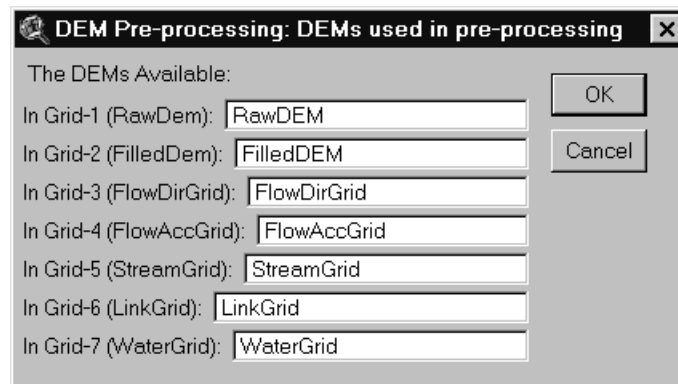 DEM Pre-processing: DEMs used in pre-processing
The DEMs Available:
OK
In Grid-1 (RawDem): RawDEM
In Grid-2 (FilledDem): FilledDEM
Cancel
In Grid-3 (FlowDirGrid): FlowDirGrid
In Grid-4 (FlowAccGrid): FlowAccGrid
In Grid-5 (StreamGrid): StreamGrid
In Grid-6 (LinkGrid): LinkGrid
In Grid-7 (WaterGrid): WaterGrid